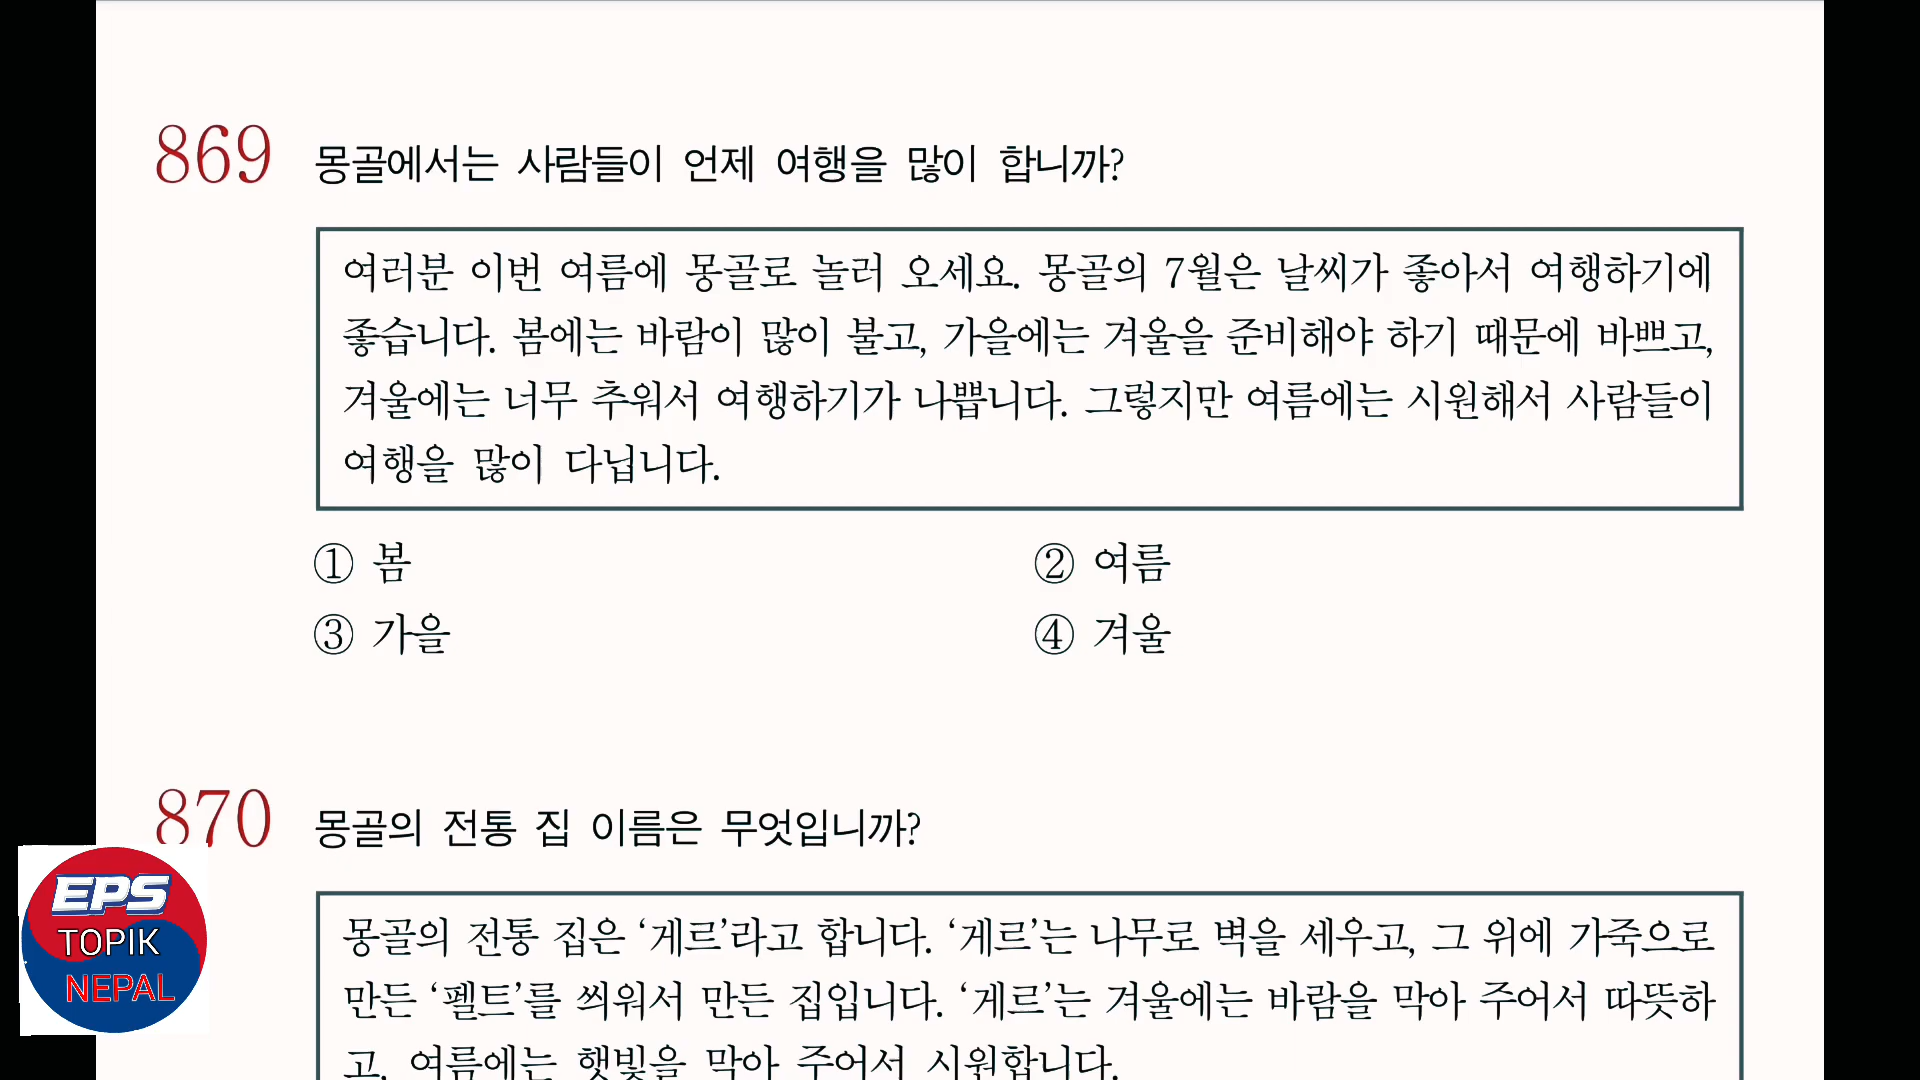 869 몽골에서는 사람들이 언제 여행을 많이 합니까?
여러분 이번 여름에 몽골로 놀러 오세요. 몽골의 7월은 날씨가 좋아서 여행하기에
좋습니다. 봄에는 바람이 많이 불고, 가을에는 겨울을 준비해야 하기 때문에 바쁘고,
겨울에는 너무 추워서 여행하기가 나쁩니다. 그렇지만 여름에는 시원해서 사람들이
여행을 많이 다닙니다.
① 봄 ② 여름
③ 가을 ④ 겨울
870 몽골의 전통 집 이름은 무엇입니까?
몽골의 전통 집은 ‘게르’라고 합니다. ‘게르’는 나무로 벽을 세우고, 그 위에 가죽으로
만든 ‘펠트’를 씌워서 만든 집입니다. ‘게르’는 겨울에는 바람을 막아 주어서 따뜻하
고, 여름에는 햇빛을 막아 주어서 시원합니다.
EPS
TOPIK
NEPAL